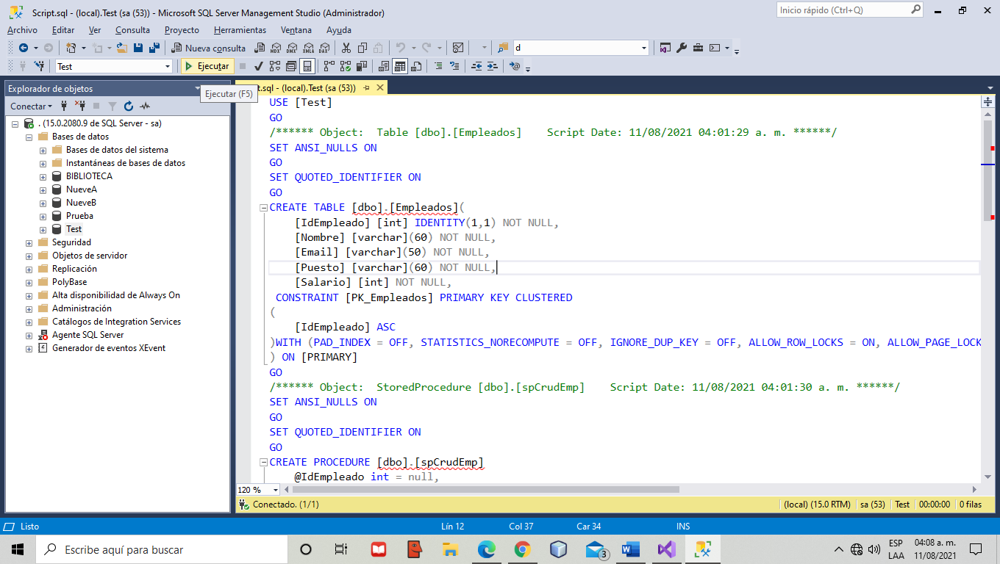 Script.sql - (local).Test (sa (53)) - Microsoft SQL Server Management Studio (Administrador)
Inicio rápido (Ctrl+Q)
Archivo Editar Ver Consulta Proyecto Herramientas Ventana Ayuda
Nueva consulta
MDX DMX XMLA DAX
d
Test
Ejecutar
Explorador de objetos
Ejecutar (F5)
t.sql - (local).Test (sa (53))
Conectar
. (15.0.2080.9 de SQL Server - sa)
Bases de datos
Bases de datos del sistema
Instantáneas de bases de datos
BIBLIOTECA
NueveA
NueveB
Prueba
Test
Seguridad
Objetos de servidor
Replicación
PolyBase
Alta disponibilidad de Always On
Administración
Catálogos de Integration Services
Agente SQL Server
Generador de eventos XEvent
USE [Test]
GO
/****** Object:  Table [dbo].[Empleados]    Script Date: 11/08/2021 04:01:29 a. m. ******/
SET ANSI_NULLS ON
GO
SET QUOTED_IDENTIFIER ON
GO
CREATE TABLE [dbo].[Empleados](
[IdEmpleado] [int] IDENTITY(1,1) NOT NULL,
[Nombre] [varchar](60) NOT NULL,
[Email] [varchar](50) NOT NULL,
[Puesto] [varchar](60) NOT NULL,
[Salario] [int] NOT NULL,
CONSTRAINT [PK_Empleados] PRIMARY KEY CLUSTERED
(
[IdEmpleado] ASC
)WITH (PAD_INDEX = OFF, STATISTICS_NORECOMPUTE = OFF, IGNORE_DUP_KEY = OFF, ALLOW_ROW_LOCKS = ON, ALLOW_PAGE_LOCK
) ON [PRIMARY]
GO
/****** Object:  StoredProcedure [dbo].[spCrudEmp]    Script Date: 11/08/2021 04:01:30 a. m. ******/
SET ANSI_NULLS ON
GO
SET QUOTED_IDENTIFIER ON
GO
CREATE PROCEDURE [dbo].[spCrudEmp]
@IdEmpleado int = null,
120 %
Conectado. (1/1)
(local) (15.0 RTM) sa (53) Test 00:00:00 0 filas
Listo
Lín 12 Col 37 Car 34 INS
Escribe aquí para buscar
3
ESP
LAA
04:08 a. m.
11/08/2021